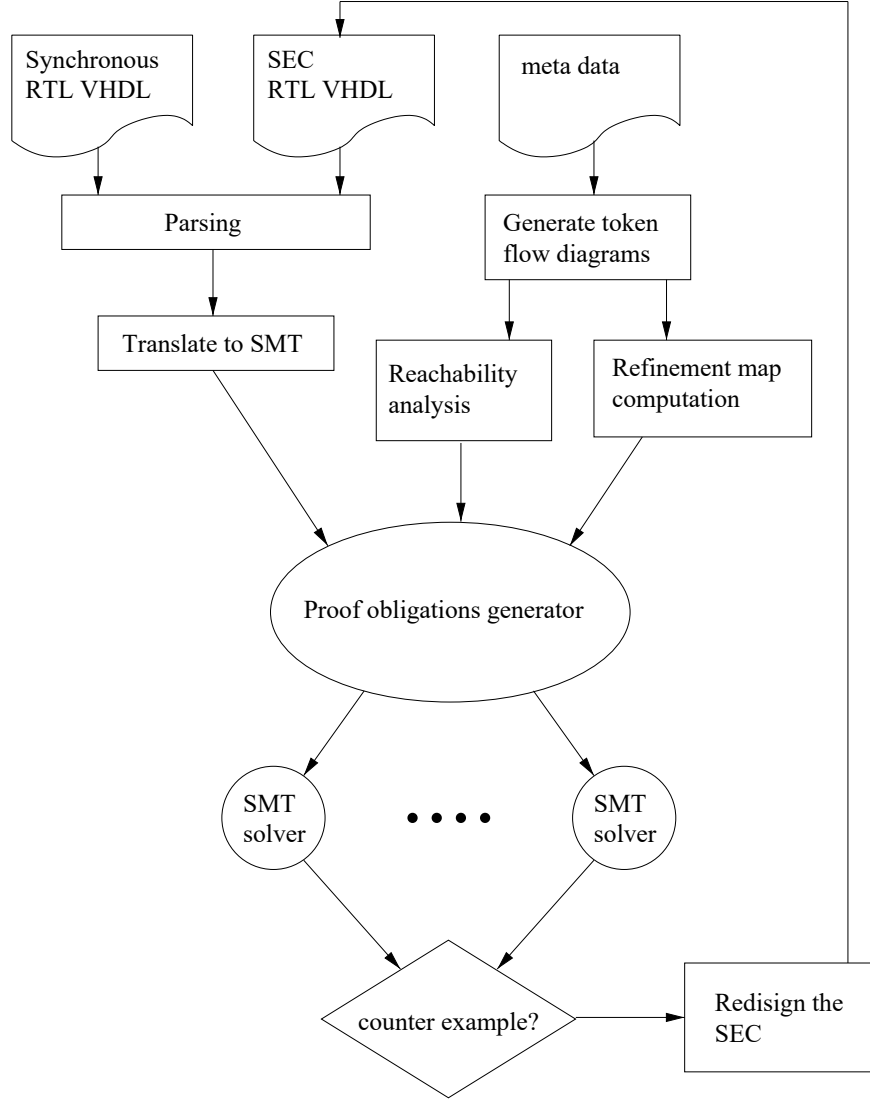 Synchronous
RTL VHDL
SEC
RTL VHDL
meta data
Parsing
Generate token
flow diagrams
Translate to SMT
Reachability
analysis
Refinement map
computation
Proof obligations generator
SMT
solver
SMT
solver
counter example?
Redisign the
SEC